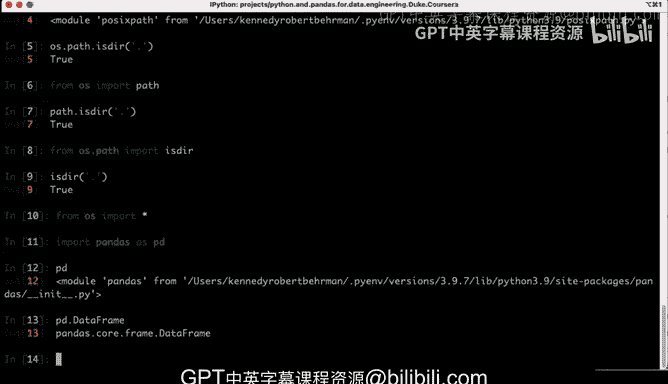 IPython: projects/python.and.pandas.for.data.engineering.Duke.Coursera
⌥⌘1
4 <module 'posixpath' from '/Users/kennedyrobertbehrman/.pyenv/versions/3.9.7/lib/python3.9/posixpath.py'>
GPT中英字幕课程资源 bilibili
In [5]: os.path.isdir('.')
5 True
In [6]: from os import path
In [7]: path.isdir('.')
7 True
In [8]: from os.path import isdir
In [9]: isdir('.')
9 True
In [10]: from os import *
In [11]: import pandas as pd
In [12]: pd
12 <module 'pandas' from '/Users/kennedyrobertbehrman/.pyenv/versions/3.9.7/lib/python3.9/site-packages/pan
das/__init__.py'>
In [13]: pd.DataFrame
13 pandas.core.frame.DataFrame
In [14]:
GPT中英字幕课程资源@bilibili.com